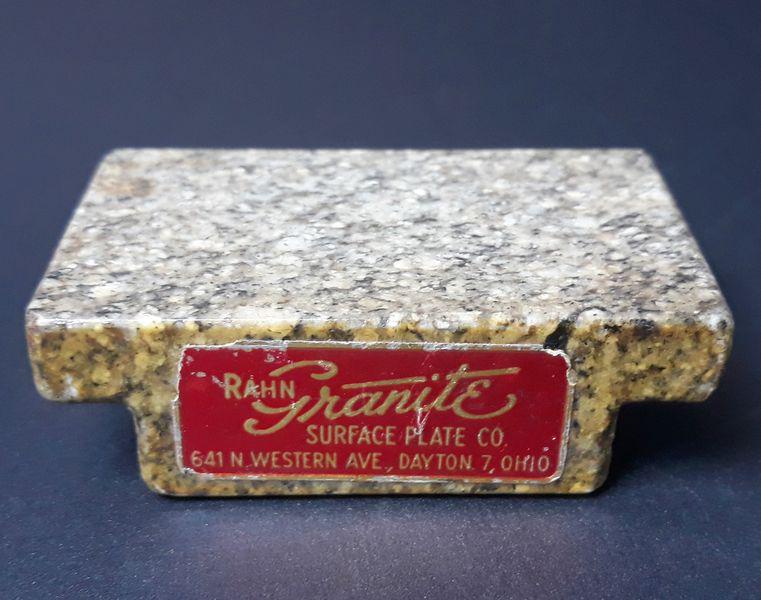 RAHN Granite
SURFACE PLATE CO.
641 N. WESTERN AVE., DAYTON 7, OHIO